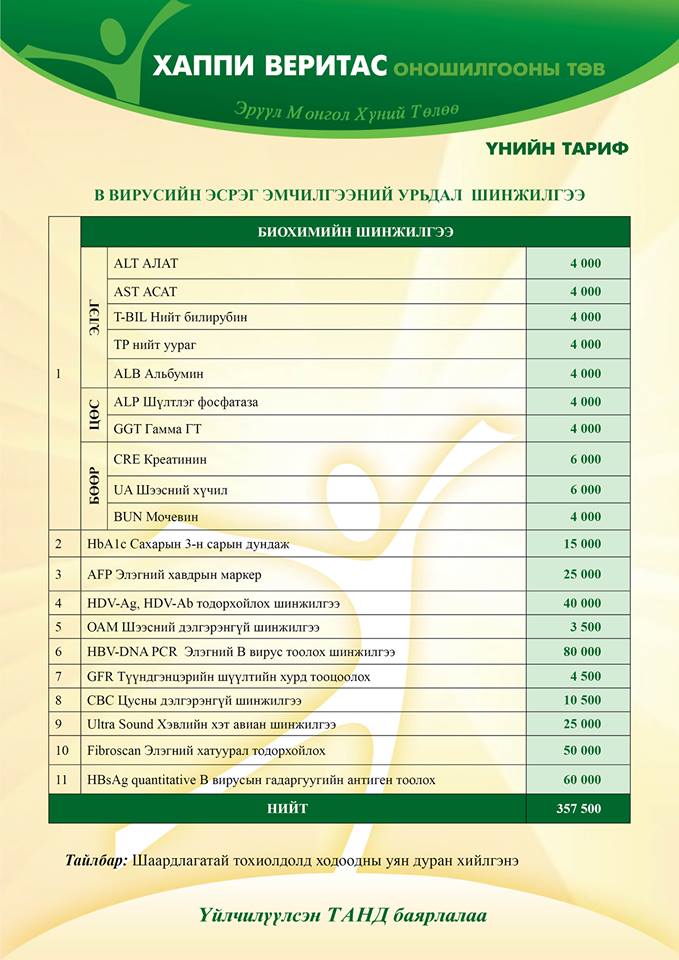 ХАППИ ВЕРИТАС ОНОШИЛГООНЫ ТӨВ
Эрүүл Монгол Хүний Төлөө
ҮНИЙН ТАРИФ
В ВИРУСИЙН ЭСРЭГ ЭМЧИЛГЭЭНИЙ УРЬДАЛ ШИНЖИЛГЭЭ
БИОХИМИЙН ШИНЖИЛГЭЭ
1
ЭЛЭГ
ALT АЛАТ 4 000
AST АСАТ 4 000
T-BIL Нийт билирубин 4 000
TP нийт уураг 4 000
ALB Альбумин 4 000
ЦӨС
ALP Шүлтлэг фосфатаза 4 000
GGT Гамма ГТ 4 000
БӨӨР
CRE Креатинин 6 000
UA Шээсний хүчил 6 000
BUN Мочевин 4 000
2 HbA1c Сахарын 3-н сарын дундаж 15 000
3 AFP Элэгний хавдрын маркер 25 000
4 HDV-Ag, HDV-Ab тодорхойлох шинжилгээ 40 000
5 ОАМ Шээсний дэлгэрэнгүй шинжилгээ 3 500
6 HBV-DNA PCR Элэгний В вирус тоолох шинжилгээ 80 000
7 GFR Түүндгэнцэрийн шүүлтийн хурд тооцоолох 4 500
8 CBC Цусны дэлгэрэнгүй шинжилгээ 10 500
9 Ultra Sound Хэвлийн хэт авиан шинжилгээ 25 000
10 Fibroscan Элэгний хатуурал тодорхойлох 50 000
11 HBsAg quantitative В вирусын гадаргуугийн антиген тоолох 60 000
НИЙТ 357 500
Тайлбар: Шаардлагатай тохиолдолд ходоодны уян дуран хийлгэнэ
Үйлчилүүлсэн ТАНД баярлалаа